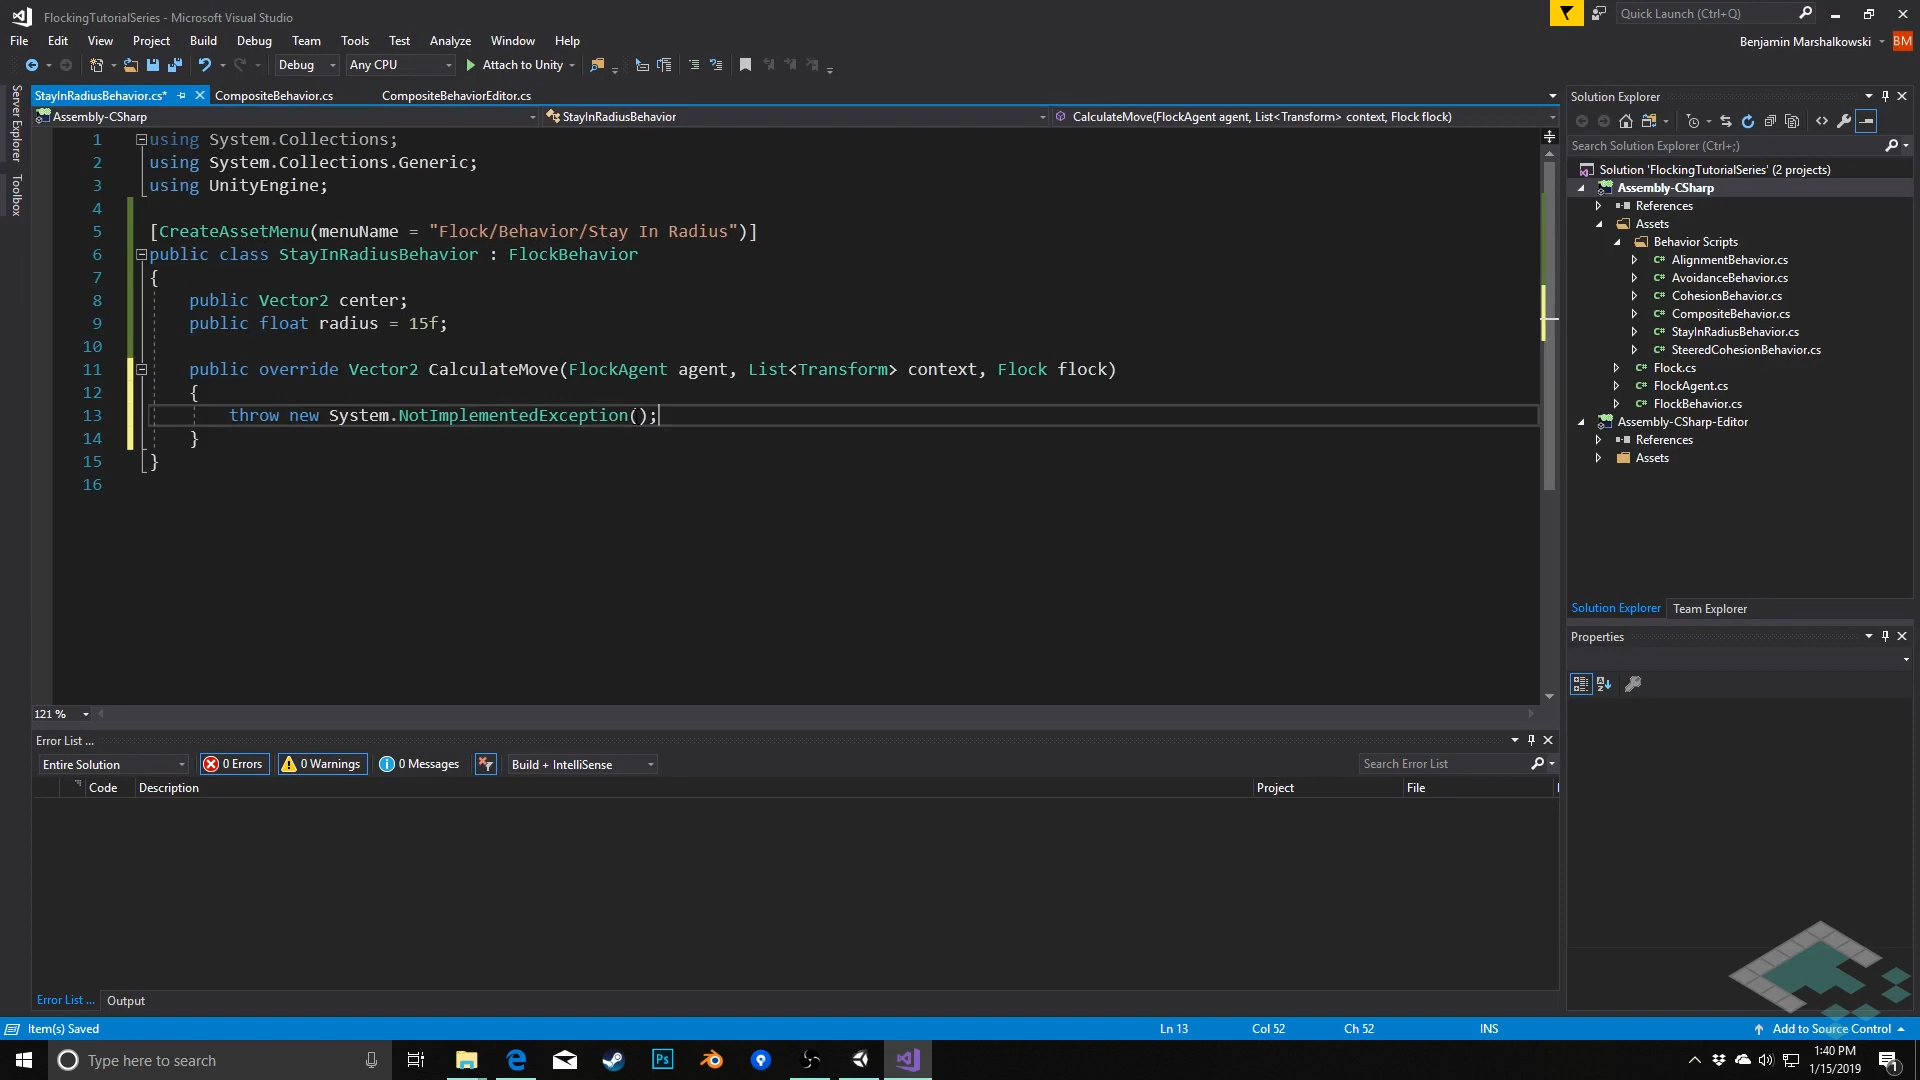 FlockingTutorialSeries - Microsoft Visual Studio
Quick Launch (Ctrl+Q)
File Edit View Project Build Debug Team Tools Test Analyze Window Help
Benjamin Marshalkowski BM
Debug Any CPU Attach to Unity
Server Explorer
Toolbox
StayInRadiusBehavior.cs* CompositeBehavior.cs CompositeBehaviorEditor.cs
Assembly-CSharp StayInRadiusBehavior CalculateMove(FlockAgent agent, List<Transform> context, Flock flock)
1 using System.Collections;
2 using System.Collections.Generic;
3 using UnityEngine;
4
5 [CreateAssetMenu(menuName = "Flock/Behavior/Stay In Radius")]
6 public class StayInRadiusBehavior : FlockBehavior
7 {
8 public Vector2 center;
9 public float radius = 15f;
10
11 public override Vector2 CalculateMove(FlockAgent agent, List<Transform> context, Flock flock)
12 {
13 throw new System.NotImplementedException();
14 }
15 }
16
121 %
Solution Explorer
Search Solution Explorer (Ctrl+;)
Solution 'FlockingTutorialSeries' (2 projects)
Assembly-CSharp
References
Assets
Behavior Scripts
C# AlignmentBehavior.cs
C# AvoidanceBehavior.cs
C# CohesionBehavior.cs
C# CompositeBehavior.cs
C# StayInRadiusBehavior.cs
C# SteeredCohesionBehavior.cs
C# Flock.cs
C# FlockAgent.cs
C# FlockBehavior.cs
Assembly-CSharp-Editor
References
Assets
Solution Explorer Team Explorer
Properties
Error List ...
Entire Solution 0 Errors 0 Warnings 0 Messages Build + IntelliSense Search Error List
Code Description Project File
Error List ... Output
Item(s) Saved Ln 13 Col 52 Ch 52 INS Add to Source Control
Type here to search
Ps
1:40 PM
1/15/2019
1